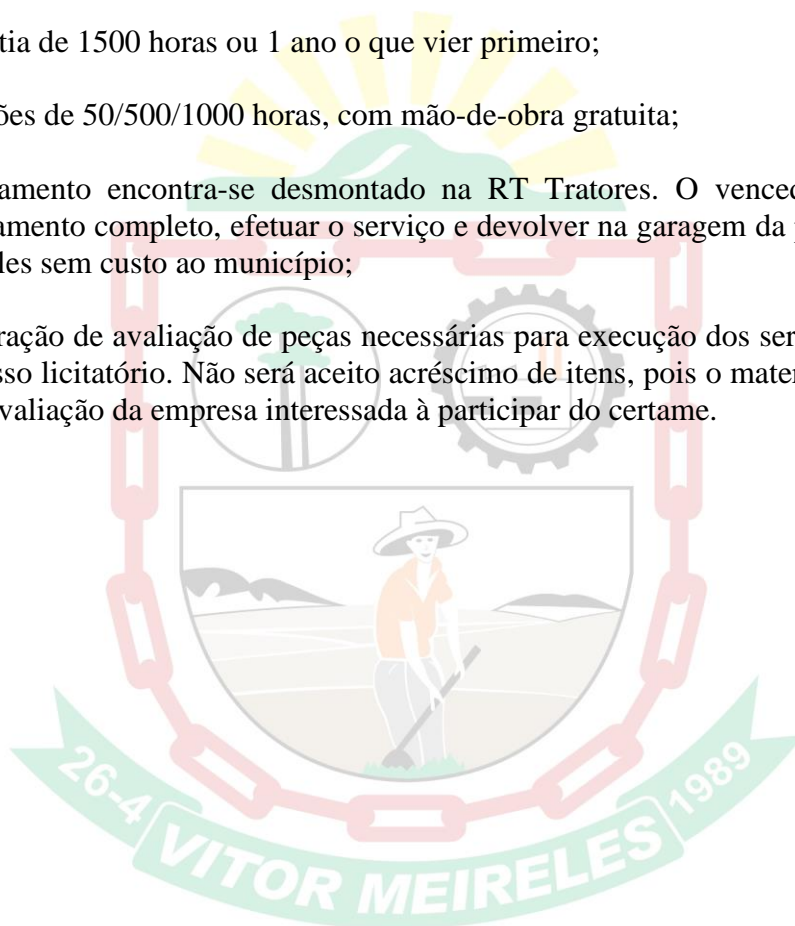 tia de 1500 horas ou 1 ano o que vier primeiro;
ões de 50/500/1000 horas, com mão-de-obra gratuita;
amento encontra-se desmontado na RT Tratores. O venced
amento completo, efetuar o serviço e devolver na garagem da
les sem custo ao município;
ração de avaliação de peças necessárias para execução dos ser
sso licitatório. Não será aceito acréscimo de itens, pois o mater
valiação da empresa interessada à participar do certame.
26-4
1989
VITOR MEIRELES